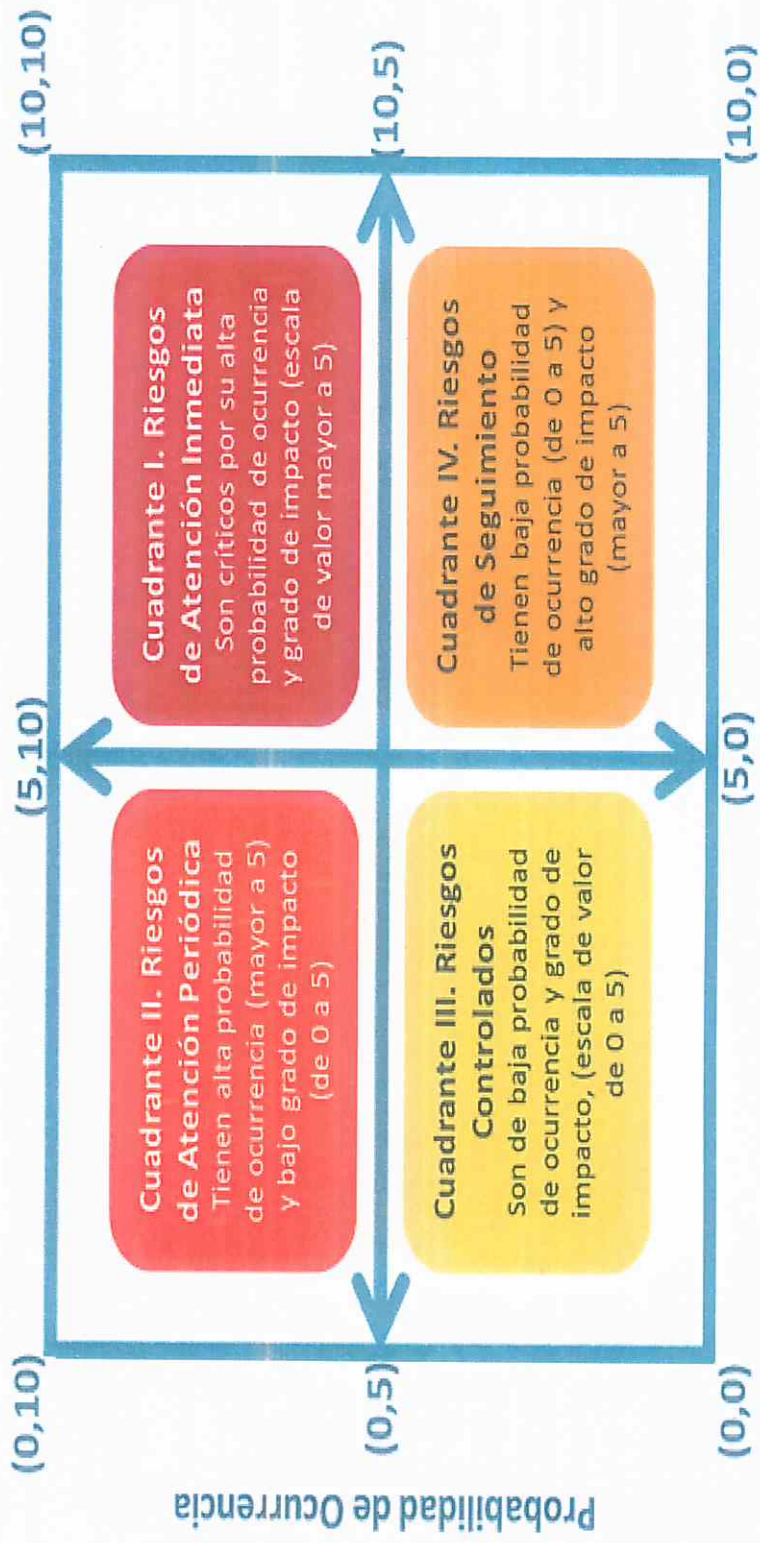 (0,10)
(5,10)
(10,10)
Cuadrante II. Riesgos
de Atención Periódica
Tienen alta probabilidad
de ocurrencia (mayor a 5)
y bajo grado de impacto
(de 0 a 5)
Cuadrante I. Riesgos
de Atención Inmediata
Son críticos por su alta
probabilidad de ocurrencia
y grado de impacto (escala
de valor mayor a 5)
Probabilidad de Ocurrencia
(0,5)
(10,5)
Cuadrante III. Riesgos
Controlados
Son de baja probabilidad
de ocurrencia y grado de
impacto, (escala de valor
de 0 a 5)
Cuadrante IV. Riesgos
de Seguimiento
Tienen baja probabilidad
de ocurrencia (de 0 a 5) y
alto grado de impacto
(mayor a 5)
(0,0)
(5,0)
(10,0)